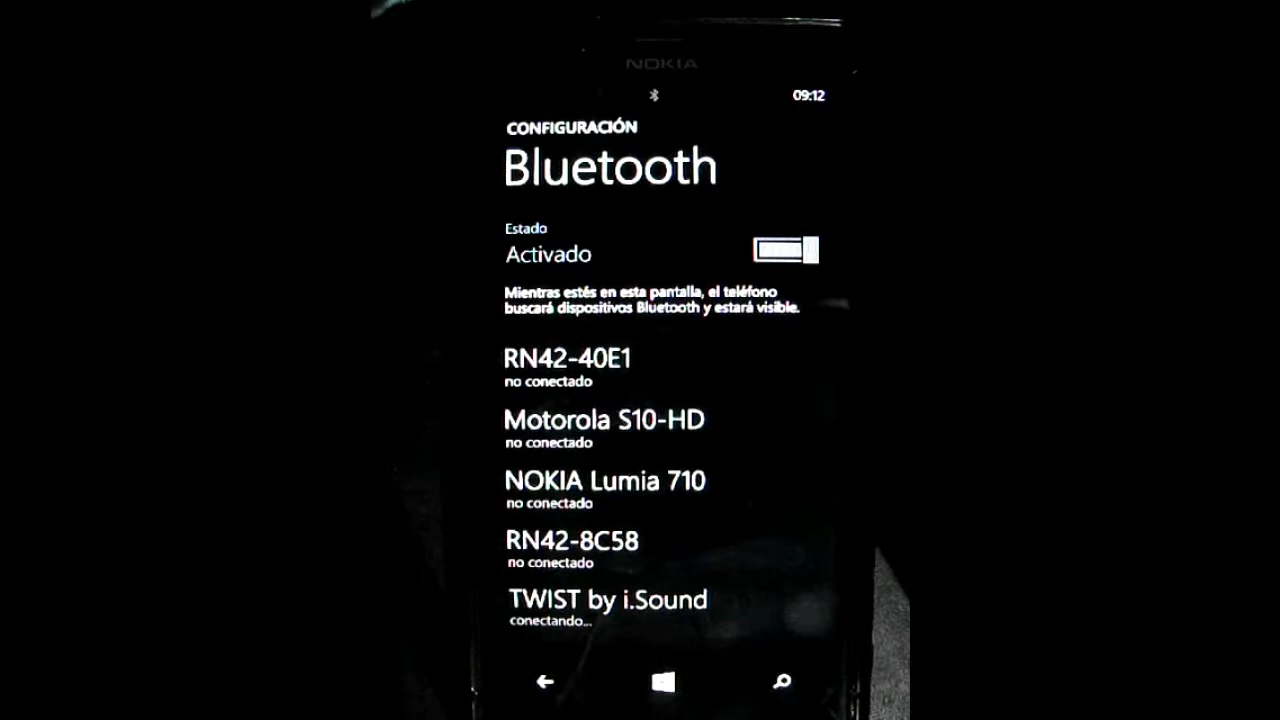 NOKIA
09:12
CONFIGURACIÓN
Bluetooth
Estado
Activado
Mientras estés en esta pantalla, el teléfono
buscará dispositivos Bluetooth y estará visible.
RN42-40E1
no conectado
Motorola S10-HD
no conectado
NOKIA Lumia 710
no conectado
RN42-8C58
no conectado
TWIST by i.Sound
conectando...